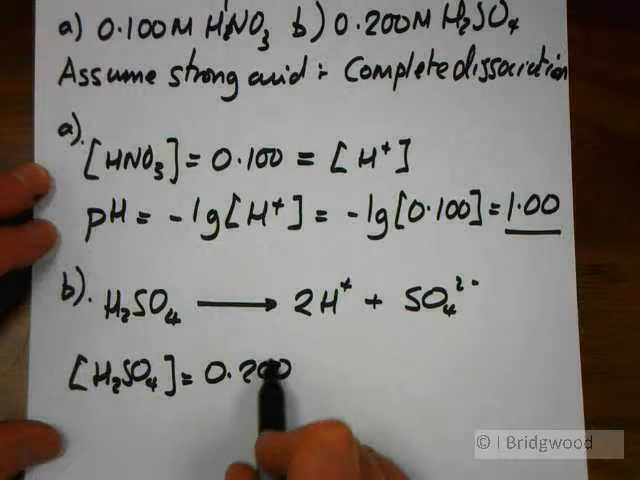 a) 0.100M HNO₃ b) 0.200M H₂SO₄
Assume strong acid ∴ Complete dissociation
a).
[HNO₃] = 0.100 = [H⁺]
pH = -lg[H⁺] = -lg[0.100] = 1.00
b). H₂SO₄ ⟶ 2H⁺ + SO₄²⁻
[H₂SO₄] = 0.200
© I Bridgwood